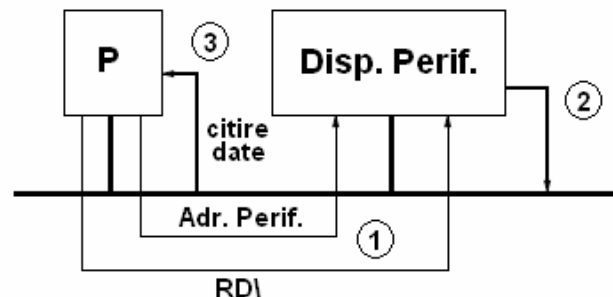 P
3
Disp. Perif.
2
citire
date
Adr. Perif.
1
RD\